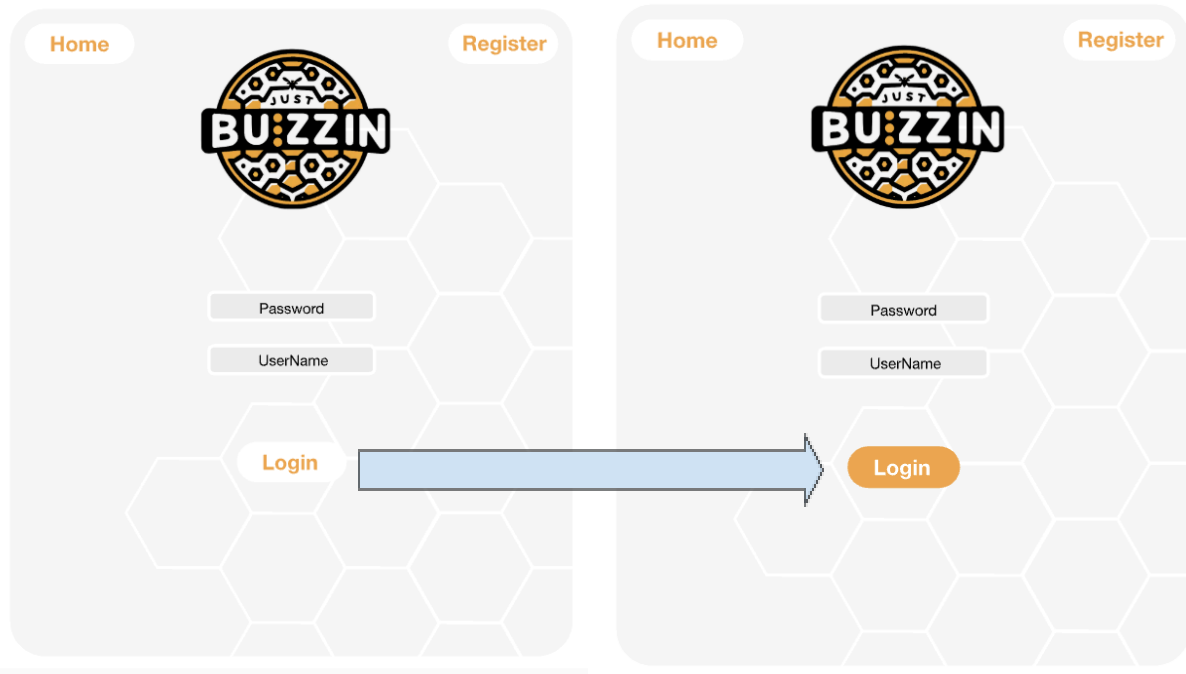 Home
Register
JUST
BUZZIN
Password
UserName
Login
Home
Register
JUST
BUZZIN
Password
UserName
Login